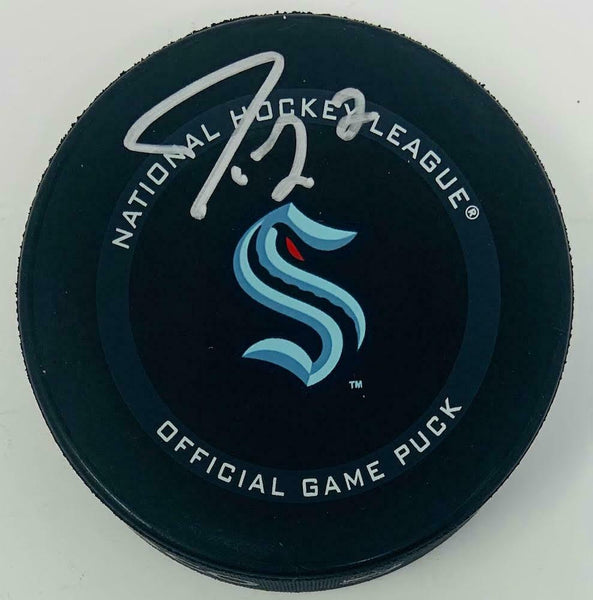 NATIONAL HOCKEY LEAGUE®
S
TM
OFFICIAL GAME PUCK